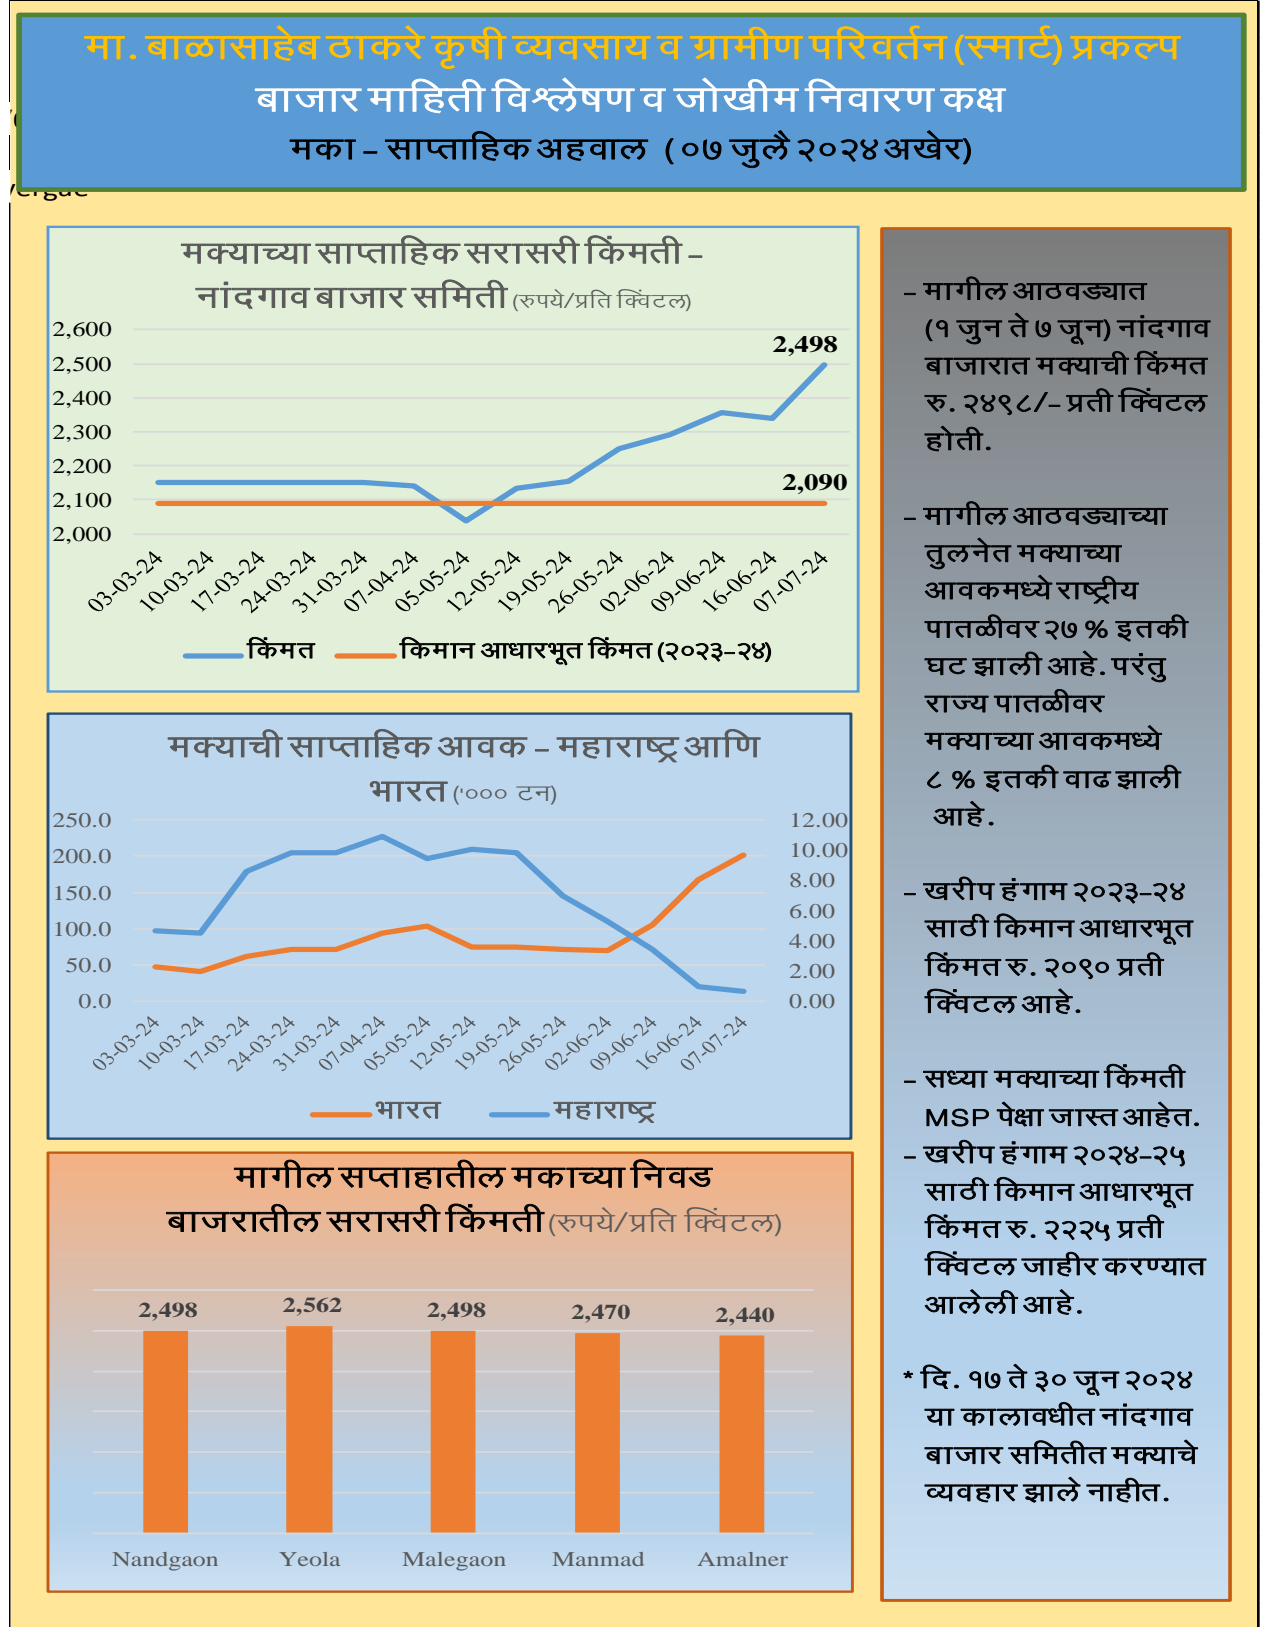 मा. बाळासाहेब ठाकरे कृषी व्यवसाय व ग्रामीण परिवर्तन (स्मार्ट) प्रकल्प
बाजार माहिती विश्लेषण व जोखीम निवारण कक्ष
मका – साप्ताहिक अहवाल ( ०७ जुलै २०२४ अखेर)
मक्याच्या साप्ताहिक सरासरी किंमती –
नांदगाव बाजार समिती (रुपये/प्रति क्विंटल)
2,600
2,500
2,400
2,300
2,200
2,100
2,000
2,498
2,090
03-03-24
10-03-24
17-03-24
24-03-24
31-03-24
07-04-24
05-05-24
12-05-24
19-05-24
26-05-24
02-06-24
09-06-24
16-06-24
07-07-24
किंमत
किमान आधारभूत किंमत (२०२३–२४)
मक्याची साप्ताहिक आवक – महाराष्ट्र आणि
भारत ('००० टन)
250.0
200.0
150.0
100.0
50.0
0.0
12.00
10.00
8.00
6.00
4.00
2.00
0.00
03-03-24
10-03-24
17-03-24
24-03-24
31-03-24
07-04-24
05-05-24
12-05-24
19-05-24
26-05-24
02-06-24
09-06-24
16-06-24
07-07-24
भारत
महाराष्ट्र
मागील सप्ताहातील मकाच्या निवड
बाजरातील सरासरी किंमती (रुपये/प्रति क्विंटल)
2,498
2,562
2,498
2,470
2,440
Nandgaon
Yeola
Malegaon
Manmad
Amalner
– मागील आठवड्यात
(१ जुन ते ७ जून) नांदगाव
बाजारात मक्याची किंमत
रु. २४९८/– प्रती क्विंटल
होती.
– मागील आठवड्याच्या
तुलनेत मक्याच्या
आवकमध्ये राष्ट्रीय
पातळीवर २७ % इतकी
घट झाली आहे. परंतु
राज्य पातळीवर
मक्याच्या आवकमध्ये
८ % इतकी वाढ झाली
आहे.
– खरीप हंगाम २०२३–२४
साठी किमान आधारभूत
किंमत रु. २०९० प्रती
क्विंटल आहे.
– सध्या मक्याच्या किंमती
MSP पेक्षा जास्त आहेत.
– खरीप हंगाम २०२४–२५
साठी किमान आधारभूत
किंमत रु. २२२५ प्रती
क्विंटल जाहीर करण्यात
आलेली आहे.
* दि. १७ ते ३० जून २०२४
या कालावधीत नांदगाव
बाजार समितीत मक्याचे
व्यवहार झाले नाहीत.